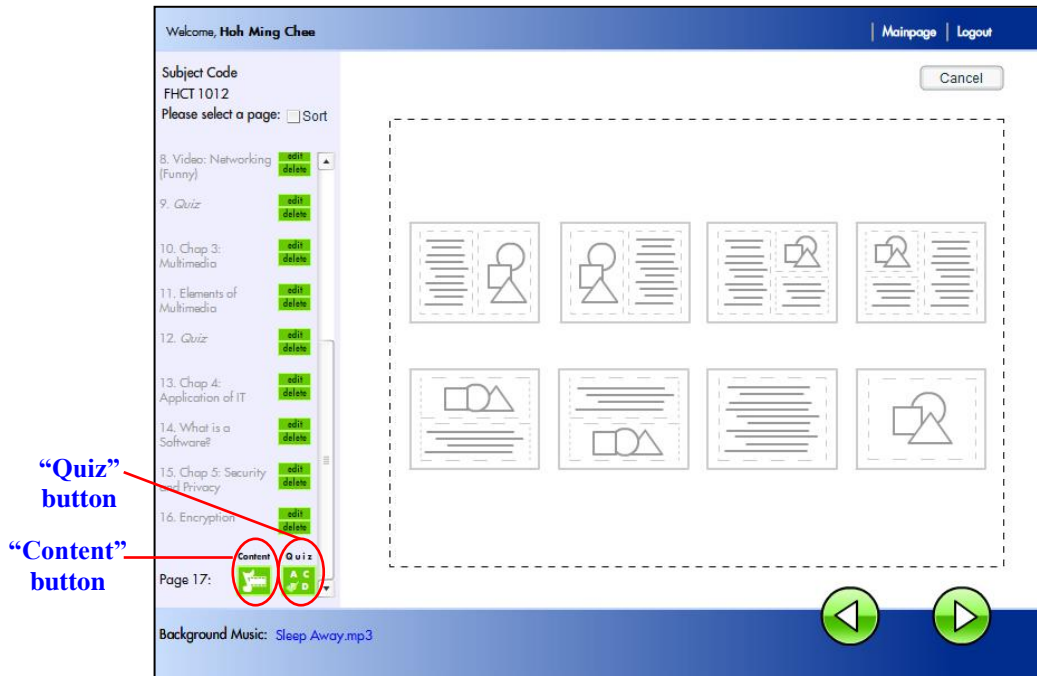 Welcome, Hoh Ming Chee
Mainpage
Logout
Subject Code
FHCT 1012
Please select a page:
Sort
Cancel
8. Video: Networking
(Funny)
edit
delete
9. Quiz
edit
delete
10. Chap 3:
Multimedia
edit
delete
11. Elements of
Multimedia
edit
delete
12. Quiz
edit
delete
13. Chap 4:
Application of IT
edit
delete
14. What is a
Software?
edit
delete
15. Chap 5: Security
and Privacy
edit
delete
16. Encryption
edit
delete
“Quiz”
button
“Content”
button
Content
Quiz
Page 17:
A C
D
Background Music: Sleep Away.mp3